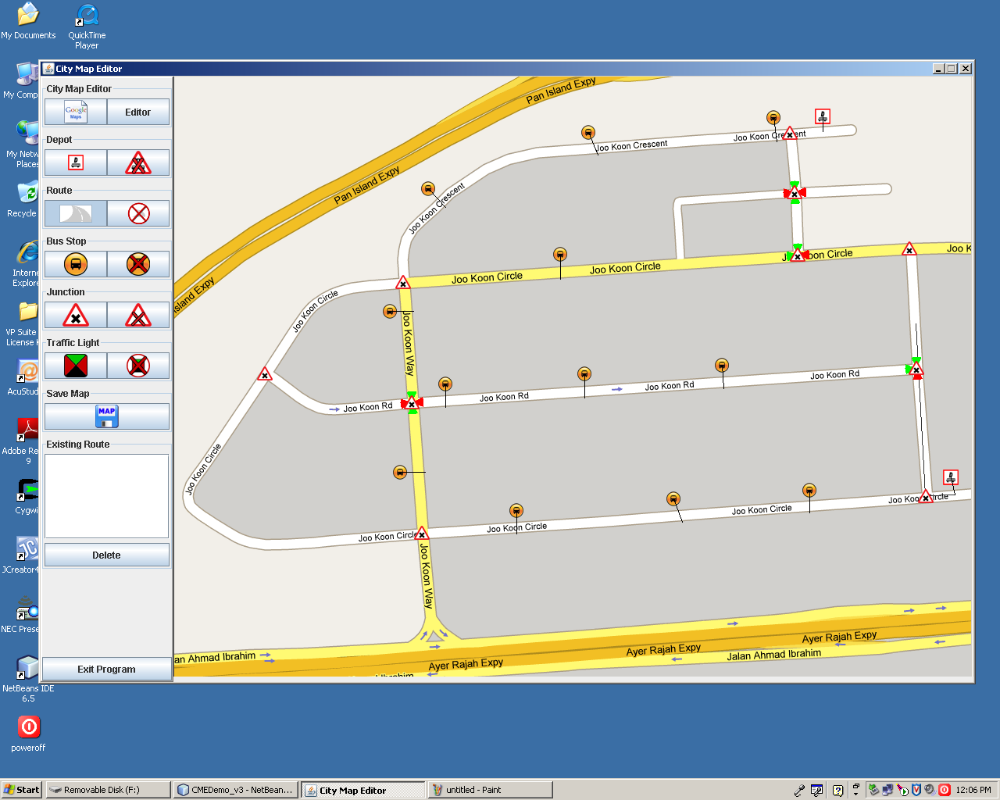 My Documents
QuickTime
Player
My Comp
My Netw
Places
Recycle
Interne
Explore
VP Suite
License K
AcuStud
Adobe Re
9
Cygwi
JCreator4
NEC Prese
NetBeans IDE
6.5
poweroff
City Map Editor
City Map Editor
Google
Maps
Editor
Depot
Route
Bus Stop
Junction
Traffic Light
Save Map
MAP
Existing Route
Delete
Exit Program
Pan Island Expy
Pan Island Expy
Island Expy
Joo Koon Crescent
Joo Koon Crescent
Joo Koon Crescent
Joo Koon Circle
Joo Koon Circle
Joo Koon Circle
Joo K
Joo Koon Circle
Joo Koon Way
Joo Koon Rd
Joo Koon Rd
Joo Koon Rd
Joo Koon Rd
Joo Koon Circle
Joo Koon Circle
Joo Koon Circle
Joo Koon Circle
Joo Koon Circle
Joo Koon Way
an Ahmad Ibrahim
Ayer Rajah Expy
Ayer Rajah Expy
Ayer Rajah Expy
Jalan Ahmad Ibrahim
Ibrahim
Start
Removable Disk (F:)
CMEDemo_v3 - NetBean...
City Map Editor
untitled - Paint
12:06 PM